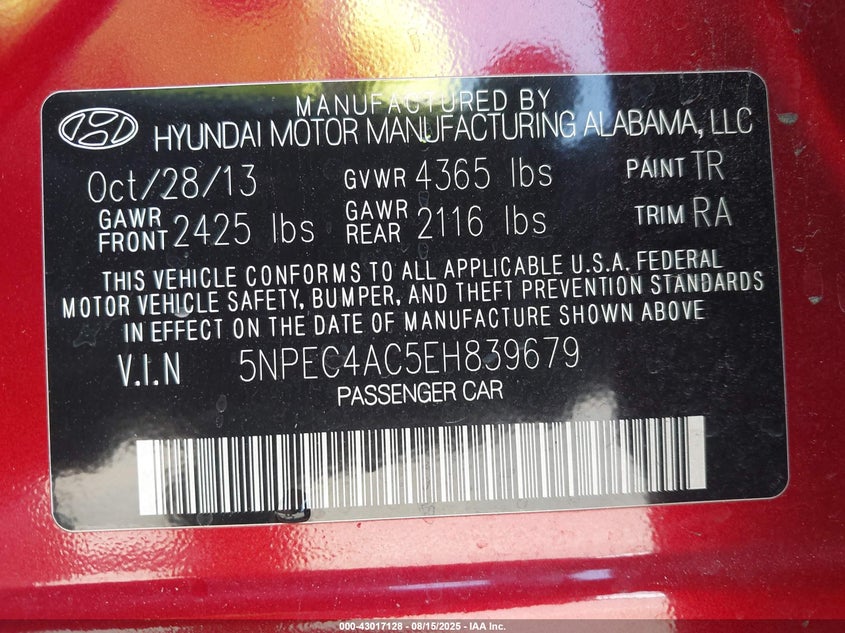 MANUFACTURED BY
HYUNDAI MOTOR MANUFACTURING ALABAMA, LLC
Oct/28/13 GVWR 4365 lbs PAINT TR
GAWR FRONT 2425 lbs GAWR REAR 2116 lbs TRIM RA
THIS VEHICLE CONFORMS TO ALL APPLICABLE U.S.A. FEDERAL
MOTOR VEHICLE SAFETY, BUMPER, AND THEFT PREVENTION STANDARDS
IN EFFECT ON THE DATE OF MANUFACTURE SHOWN ABOVE
V.I.N 5NPEC4AC5EH839679
PASSENGER CAR
000-43017128 - 08/15/2025 - IAA Inc.